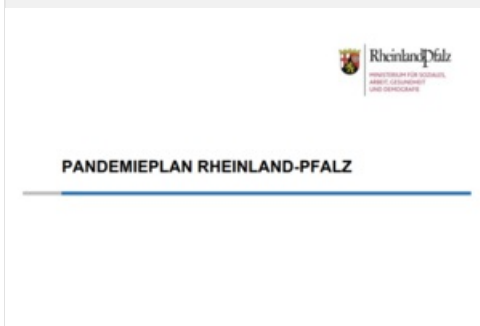 RheinlandPfalz
MINISTERIUM FÜR SOZIALES,
ARBEIT, GESUNDHEIT
UND DEMOGRAFIE
PANDEMIEPLAN RHEINLAND-PFALZ